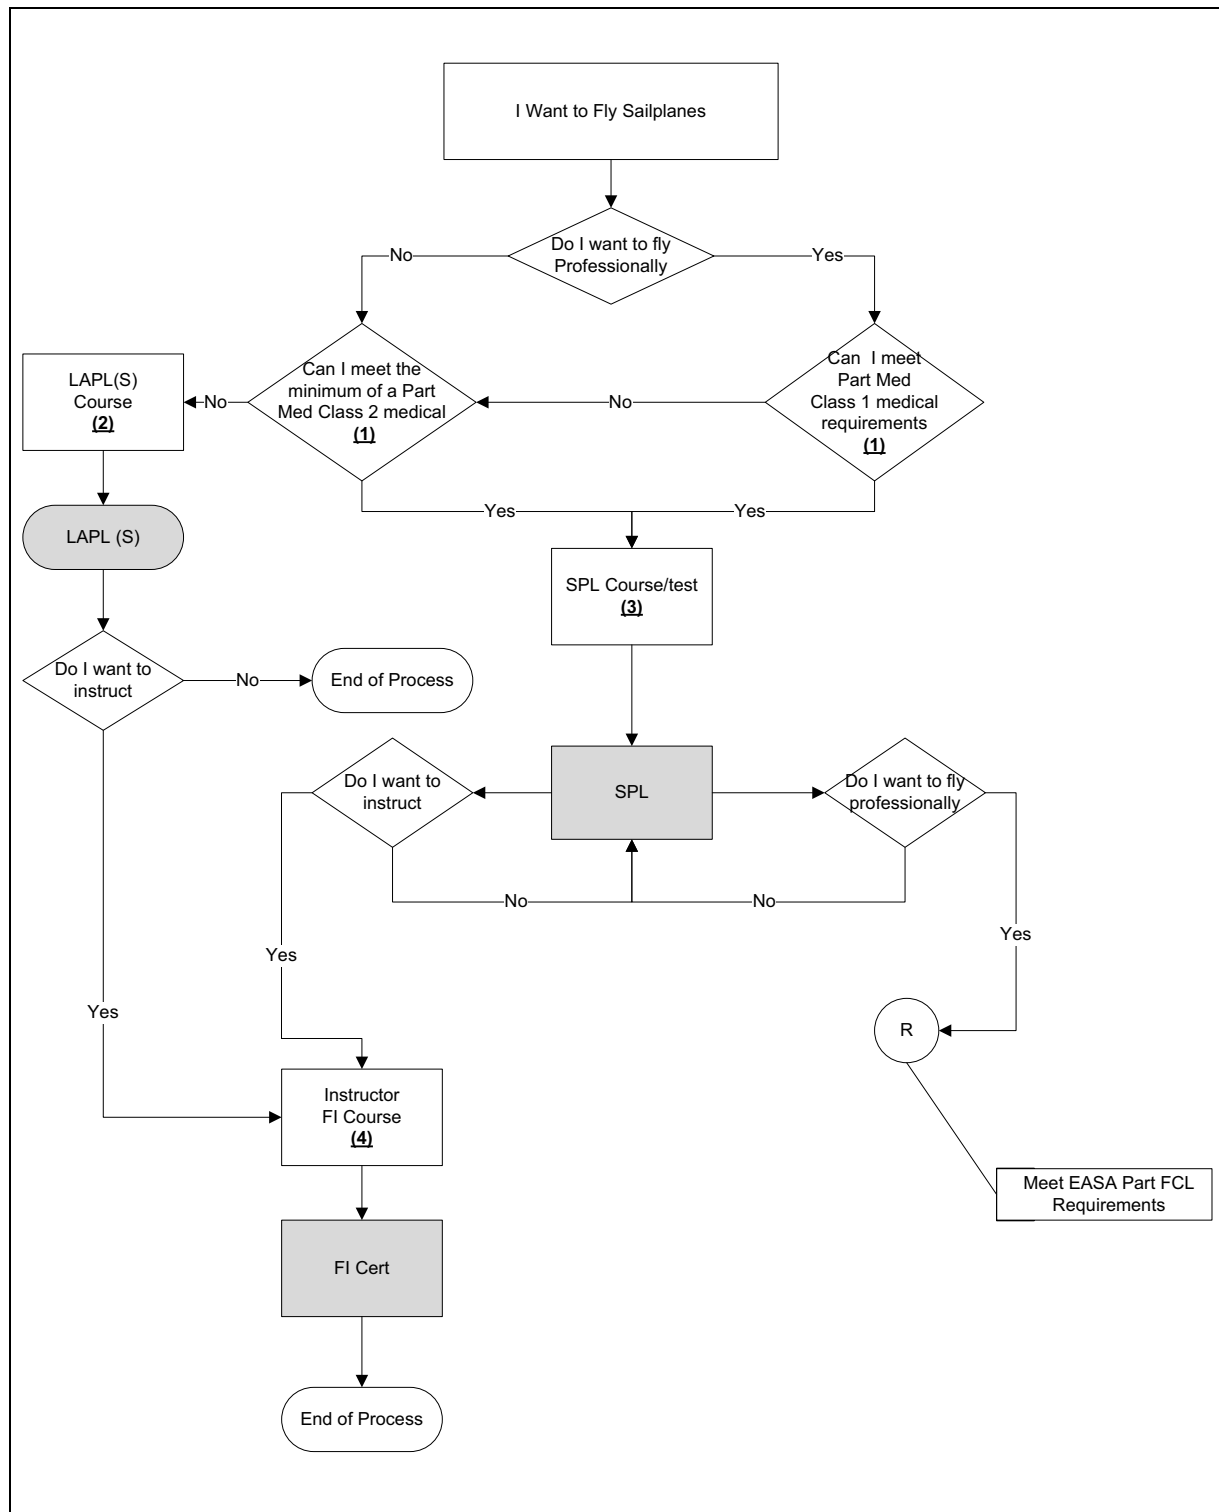 I Want to Fly Sailplanes
Do I want to fly
Professionally
No
Yes
Can I meet the
minimum of a Part
Med Class 2 medical
(1)
Can I meet
Part Med
Class 1 medical
requirements
(1)
No
No
LAPL(S)
Course
(2)
Yes
Yes
LAPL (S)
SPL Course/test
(3)
Do I want to
instruct
No
End of Process
Do I want to
instruct
SPL
Do I want to fly
professionally
No
No
Yes
Yes
Yes
R
Instructor
FI Course
(4)
Meet EASA Part FCL
Requirements
FI Cert
End of Process